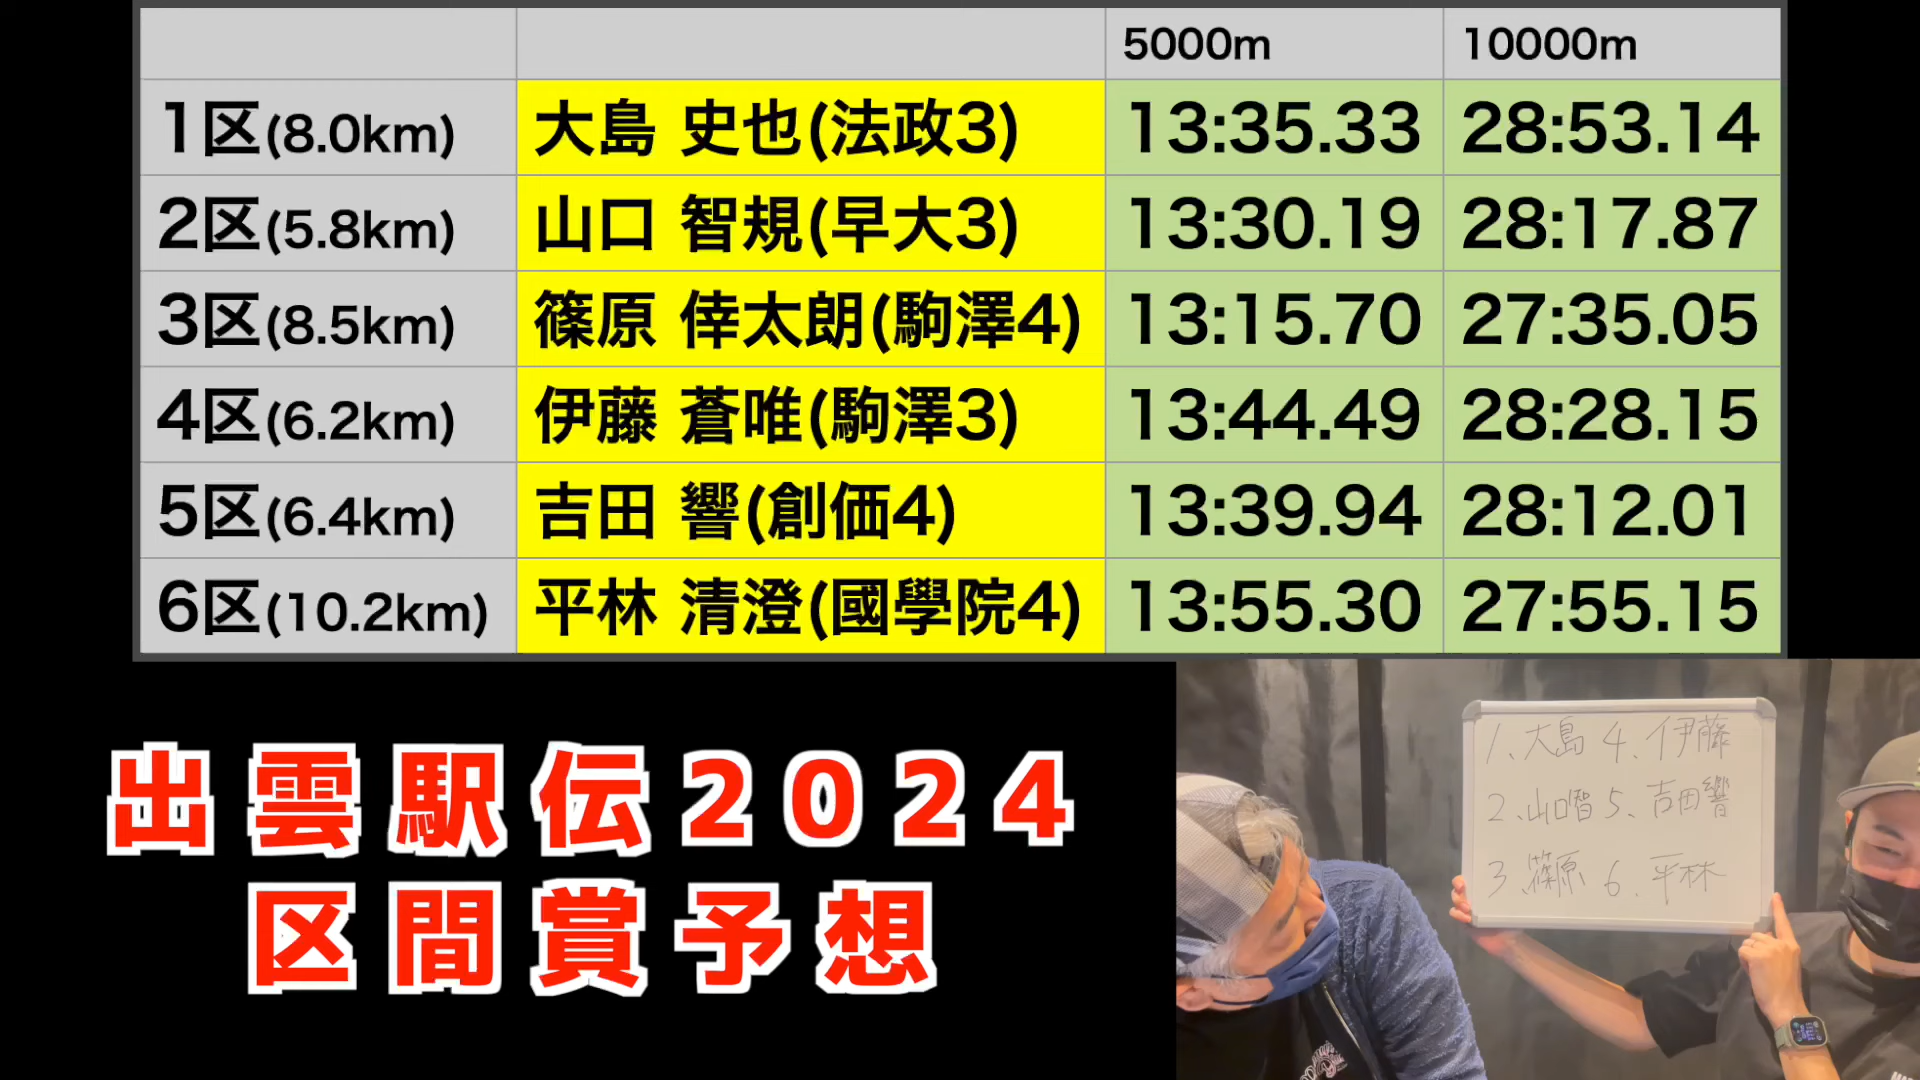 5000m 10000m
1区(8.0km) 大島 史也(法政3) 13:35.33 28:53.14
2区(5.8km) 山口 智規(早大3) 13:30.19 28:17.87
3区(8.5km) 篠原 倖太朗(駒澤4) 13:15.70 27:35.05
4区(6.2km) 伊藤 蒼唯(駒澤3) 13:44.49 28:28.15
5区(6.4km) 吉田 響(創価4) 13:39.94 28:12.01
6区(10.2km) 平林 清澄(國學院4) 13:55.30 27:55.15
出雲駅伝2024
区間賞予想
1、大島 4、伊藤
2、山口智 5、吉田響
3、篠原 6、平林